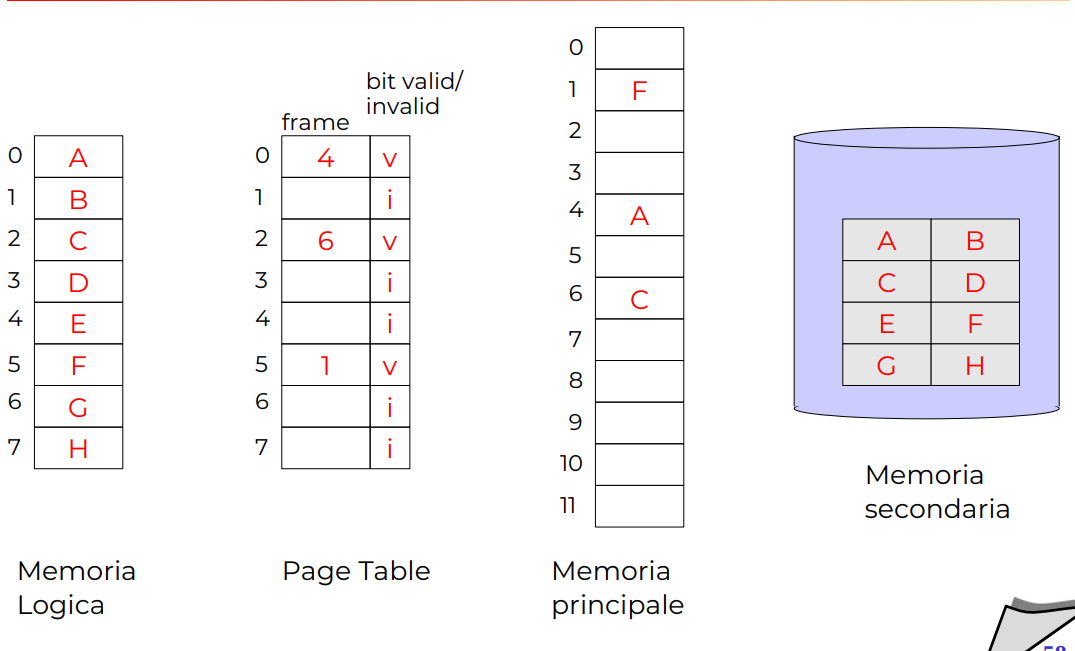 0 A
1 B
2 C
3 D
4 E
5 F
6 G
7 H
Memoria
Logica
bit valid/
invalid
frame
0 4 v
1 i
2 6 v
3 i
4 i
5 1 v
6 i
7 i
Page Table
0
1 F
2
3
4 A
5
6 C
7
8
9
10
11
Memoria
principale
A B
C D
E F
G H
Memoria
secondaria